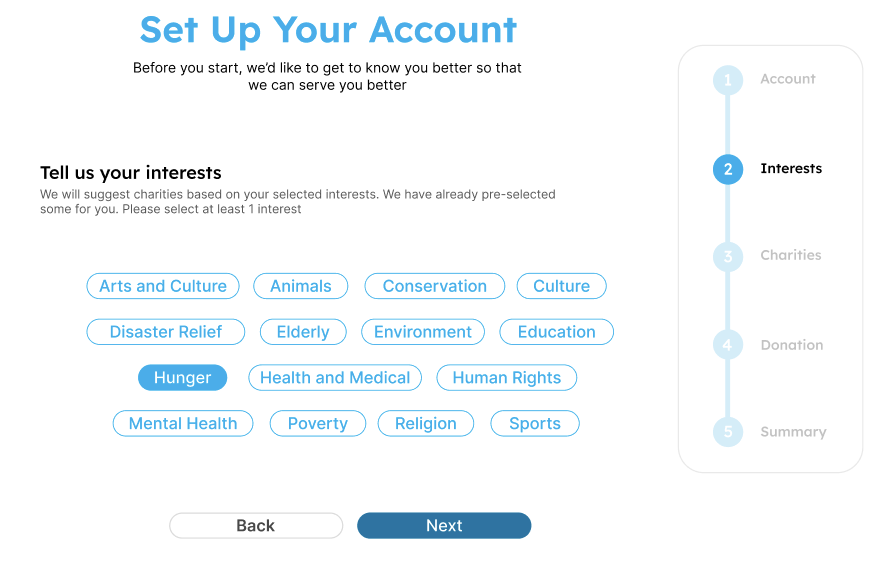 Set Up Your Account
Before you start, we'd like to get to know you better so that
we can serve you better
Tell us your interests
We will suggest charities based on your selected interests. We have already pre-selected
some for you. Please select at least 1 interest
Arts and Culture
Animals
Conservation
Culture
Disaster Relief
Elderly
Environment
Education
Hunger
Health and Medical
Human Rights
Mental Health
Poverty
Religion
Sports
Back
Next
1 Account
2 Interests
3 Charities
4 Donation
5 Summary